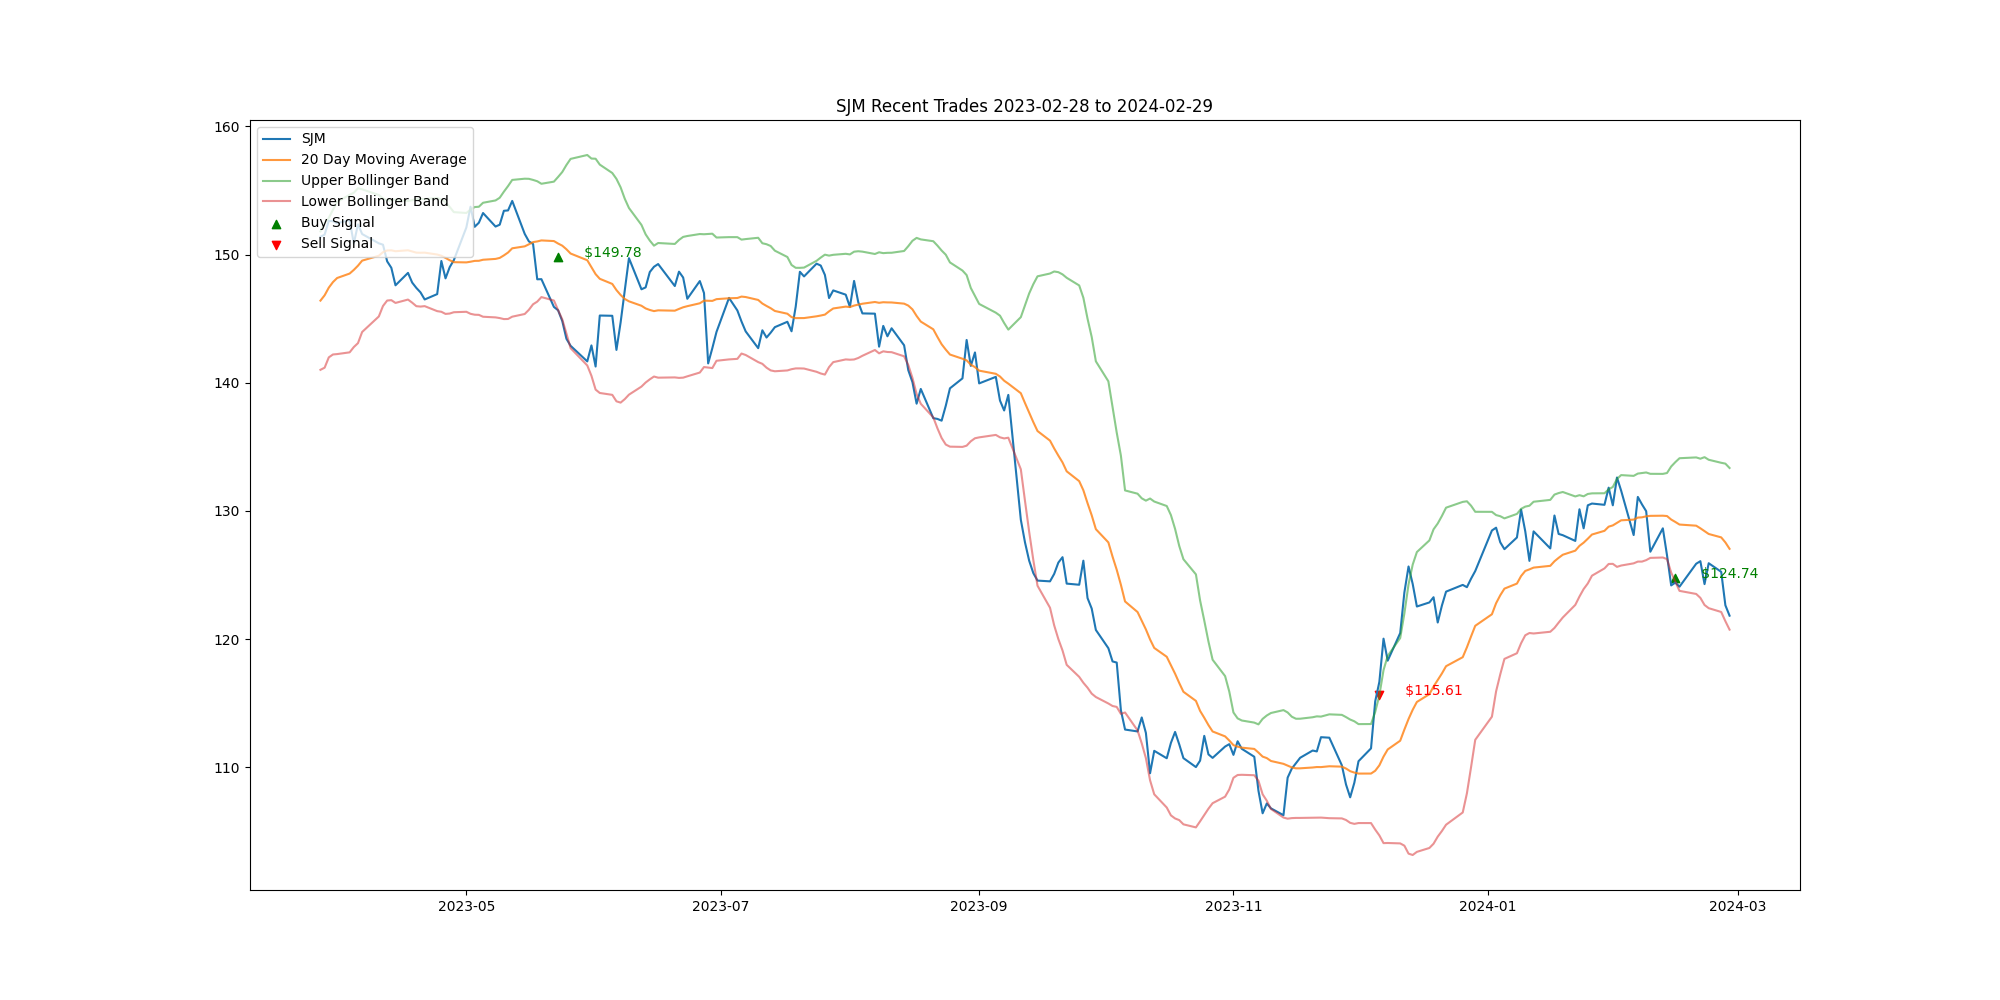 SJM Recent Trades 2023-02-28 to 2024-02-29
160
150
140
130
120
110
SJM
20 Day Moving Average
Upper Bollinger Band
Lower Bollinger Band
Buy Signal
Sell Signal
$149.78
$124.74
$115.61
2023-05
2023-07
2023-09
2023-11
2024-01
2024-03